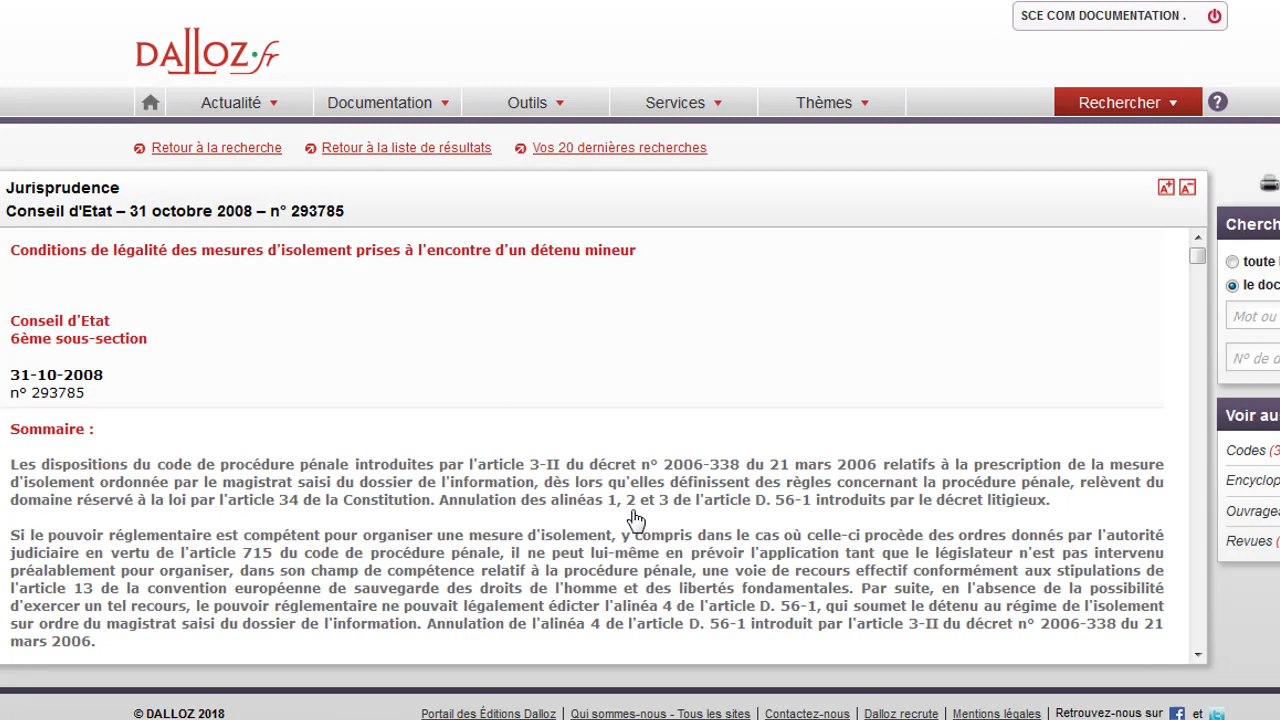 SCE COM DOCUMENTATION .
DALLOZ.fr
Actualité
Documentation
Outils
Services
Thèmes
Rechercher
?
Retour à la recherche
Retour à la liste de résultats
Vos 20 dernières recherches
Jurisprudence
A+ A-
Conseil d'Etat – 31 octobre 2008 – n° 293785
Conditions de légalité des mesures d'isolement prises à l'encontre d'un détenu mineur
Conseil d'Etat
6ème sous-section
31-10-2008
n° 293785
Sommaire :
Les dispositions du code de procédure pénale introduites par l'article 3-II du décret n° 2006-338 du 21 mars 2006 relatifs à la prescription de la mesure
d'isolement ordonnée par le magistrat saisi du dossier de l'information, dès lors qu'elles définissent des règles concernant la procédure pénale, relèvent du
domaine réservé à la loi par l'article 34 de la Constitution. Annulation des alinéas 1, 2 et 3 de l'article D. 56-1 introduits par le décret litigieux.
Si le pouvoir réglementaire est compétent pour organiser une mesure d'isolement, y compris dans le cas où celle-ci procède des ordres donnés par l'autorité
judiciaire en vertu de l'article 715 du code de procédure pénale, il ne peut lui-même en prévoir l'application tant que le législateur n'est pas intervenu
préalablement pour organiser, dans son champ de compétence relatif à la procédure pénale, une voie de recours effectif conformément aux stipulations de
l'article 13 de la convention européenne de sauvegarde des droits de l'homme et des libertés fondamentales. Par suite, en l'absence de la possibilité
d'exercer un tel recours, le pouvoir réglementaire ne pouvait légalement édicter l'alinéa 4 de l'article D. 56-1, qui soumet le détenu au régime de l'isolement
sur ordre du magistrat saisi du dossier de l'information. Annulation de l'alinéa 4 de l'article D. 56-1 introduit par l'article 3-II du décret n° 2006-338 du 21
mars 2006.
Cherch
toute
le doc
Mot ou
N° de d
Voir au
Codes (3
Encyclop
Ouvrage
Revues (
© DALLOZ 2018
Portail des Éditions Dalloz | Qui sommes-nous - Tous les sites | Contactez-nous | Dalloz recrute | Mentions légales | Retrouvez-nous sur f et